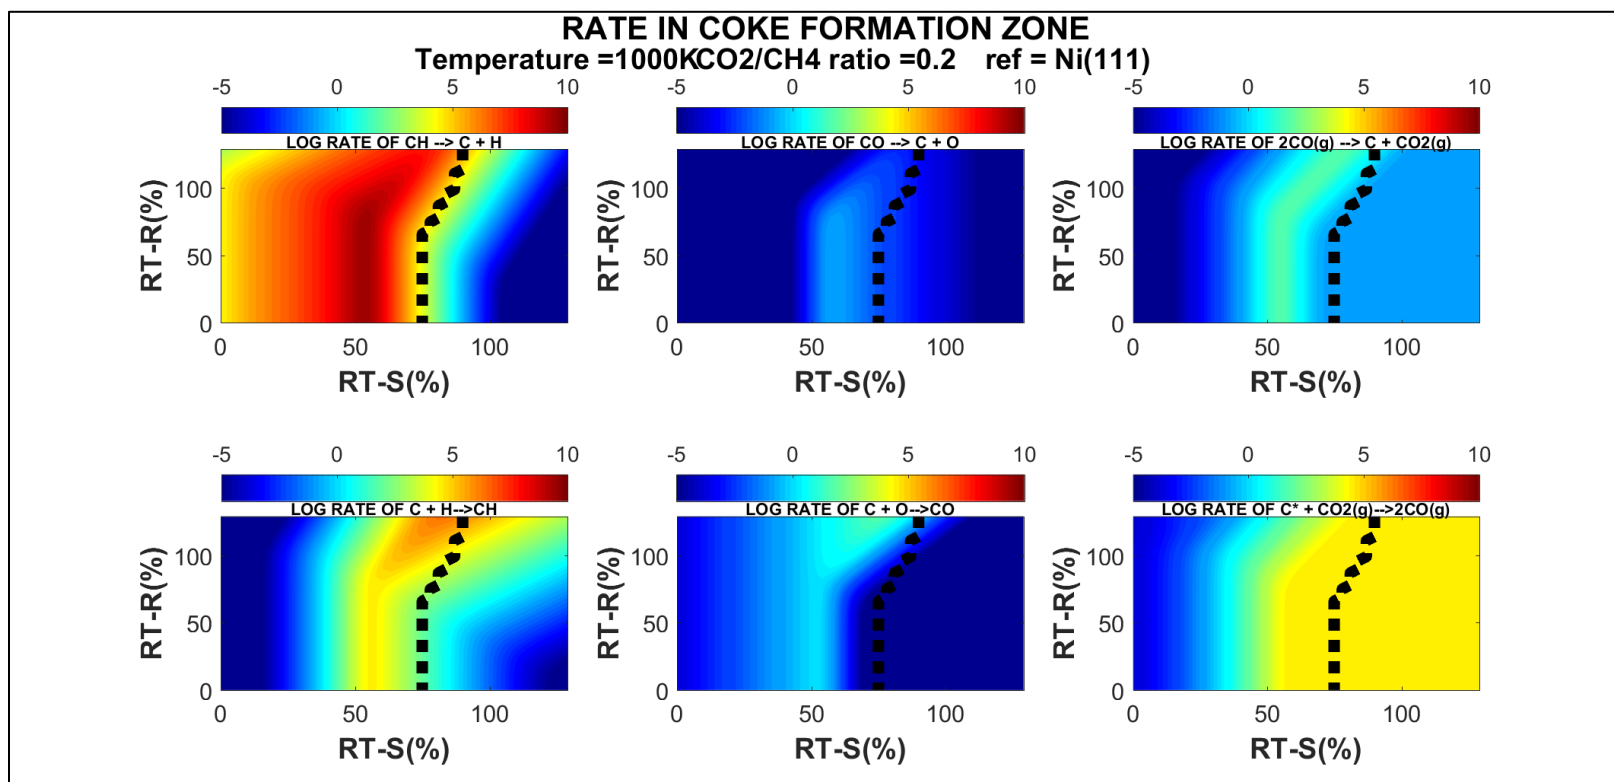 RATE IN COKE FORMATION ZONE
Temperature =1000KCO2/CH4 ratio =0.2 ref = Ni(111)
-5 0 5 10
LOG RATE OF CH --> C + H
RT-R(%)
100
50
0
0 50 100
RT-S(%)
-5 0 5 10
LOG RATE OF CO --> C + O
RT-R(%)
100
50
0
0 50 100
RT-S(%)
-5 0 5 10
LOG RATE OF 2CO(g) --> C + CO2(g)
RT-R(%)
100
50
0
0 50 100
RT-S(%)
-5 0 5 10
LOG RATE OF C + H-->CH
RT-R(%)
100
50
0
0 50 100
RT-S(%)
-5 0 5 10
LOG RATE OF C + O-->CO
RT-R(%)
100
50
0
0 50 100
RT-S(%)
-5 0 5 10
LOG RATE OF C* + CO2(g)-->2CO(g)
RT-R(%)
100
50
0
0 50 100
RT-S(%)